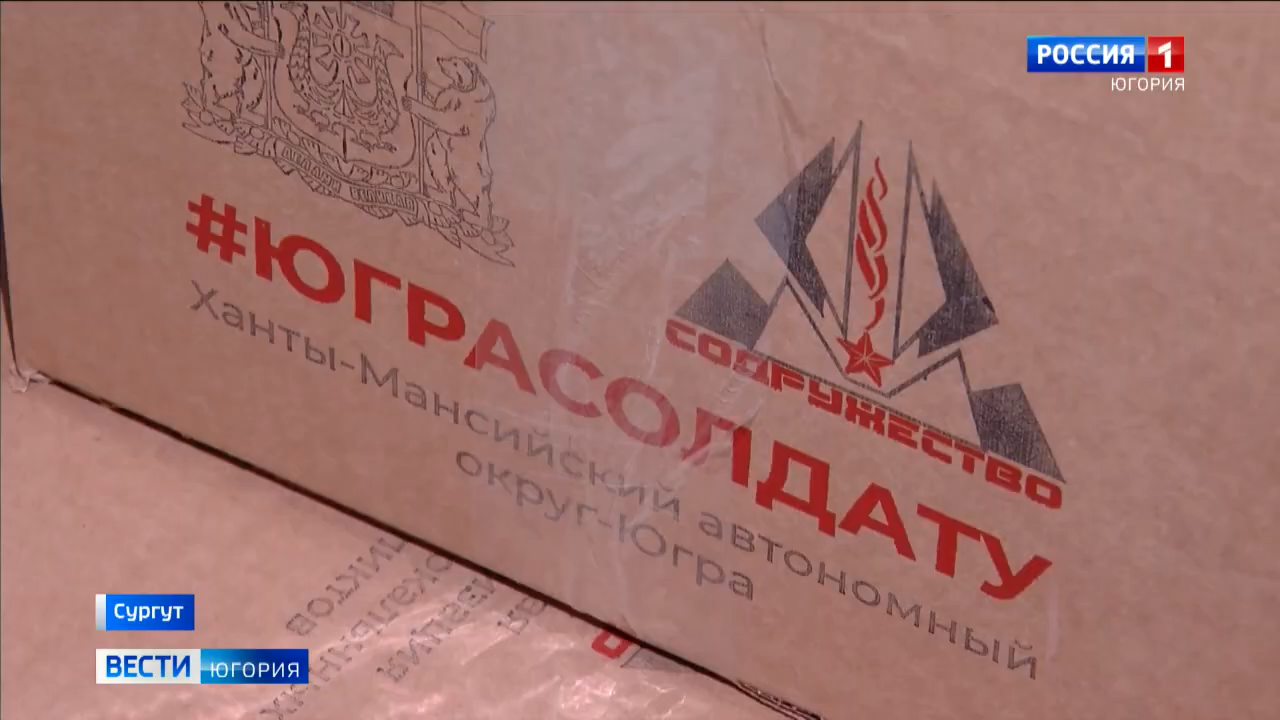 РОССИЯ 1
ЮГОРИЯ
#ЮГРАСОЛДАТУ
Ханты-Мансийский автономный
округ-Югра
СОДРУЖЕСТВО
Сургут
ВЕСТИ ЮГОРИЯ